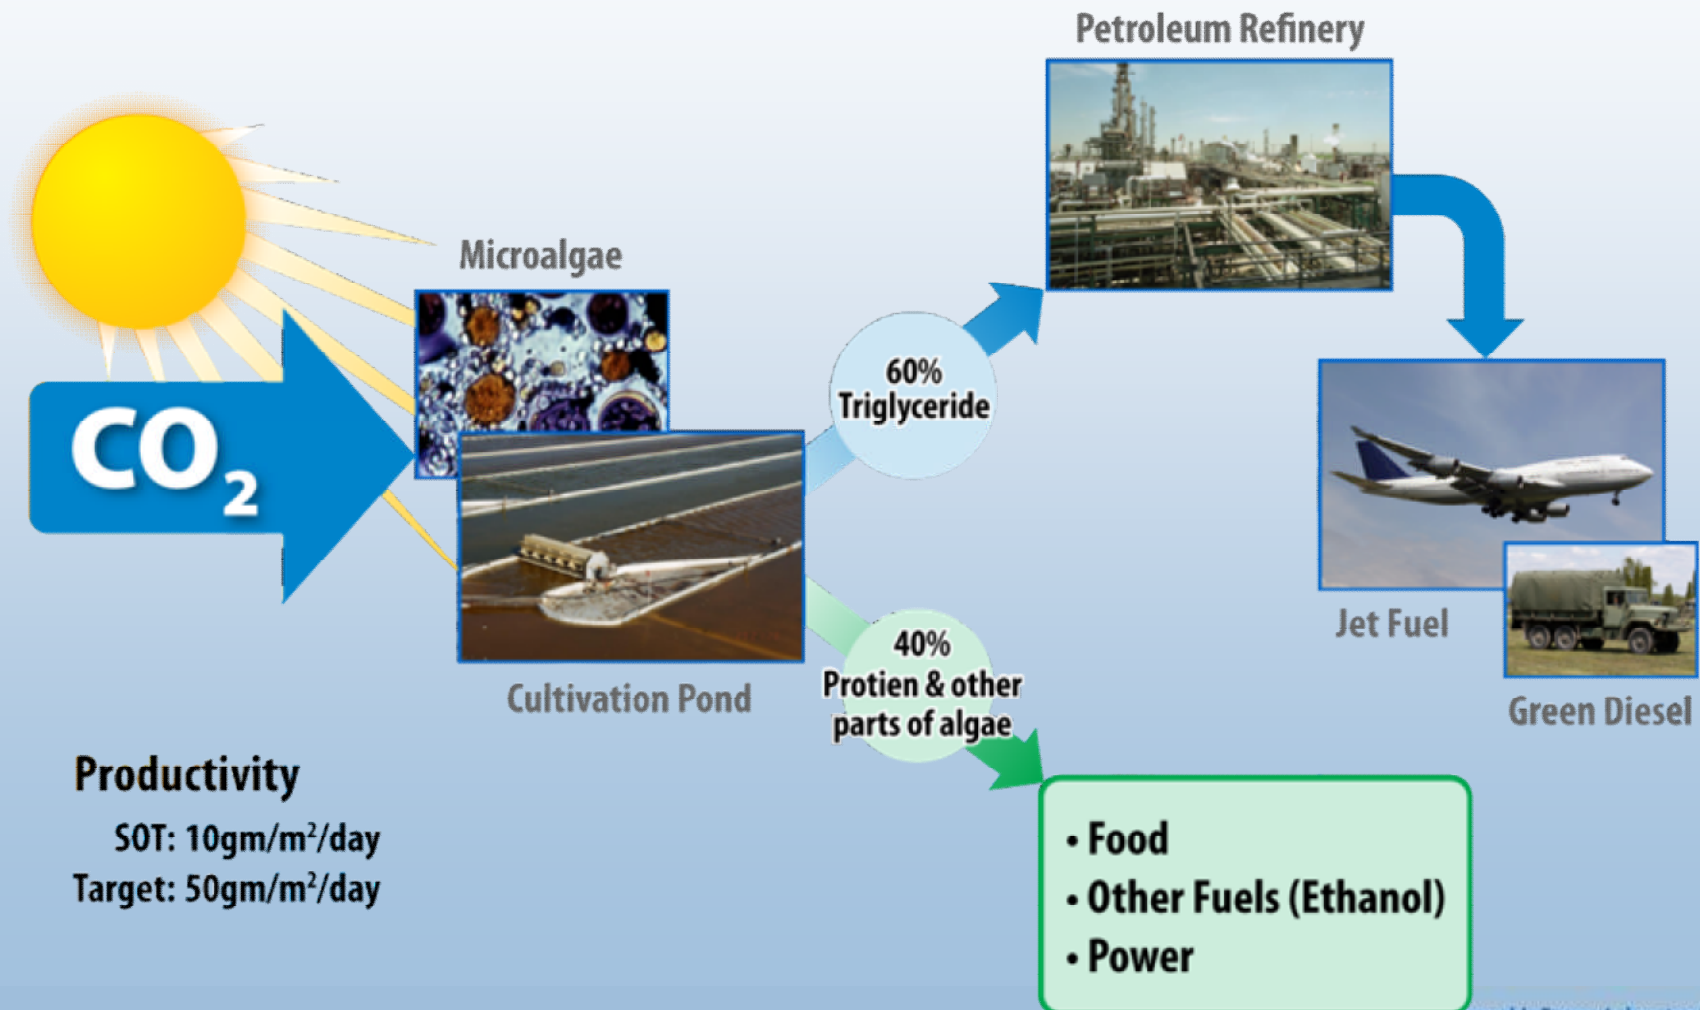 Petroleum Refinery
Microalgae
CO₂
60%
Triglyceride
Jet Fuel
Green Diesel
Cultivation Pond
40%
Protien & other
parts of algae
Productivity
SOT: 10gm/m²/day
Target: 50gm/m²/day
• Food
• Other Fuels (Ethanol)
• Power